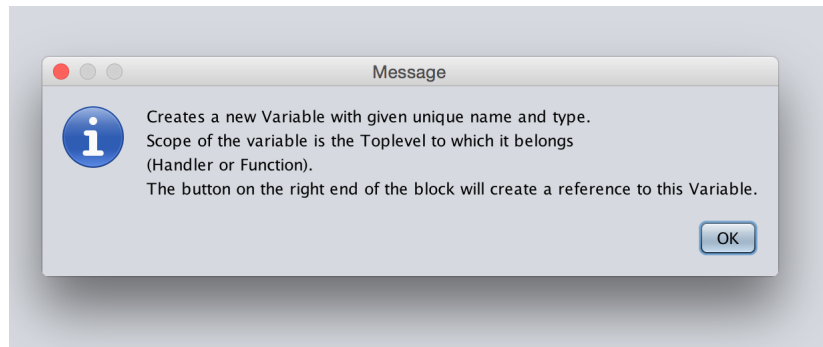 Message
Creates a new Variable with given unique name and type.
Scope of the variable is the Toplevel to which it belongs
(Handler or Function).
The button on the right end of the block will create a reference to this Variable.
OK